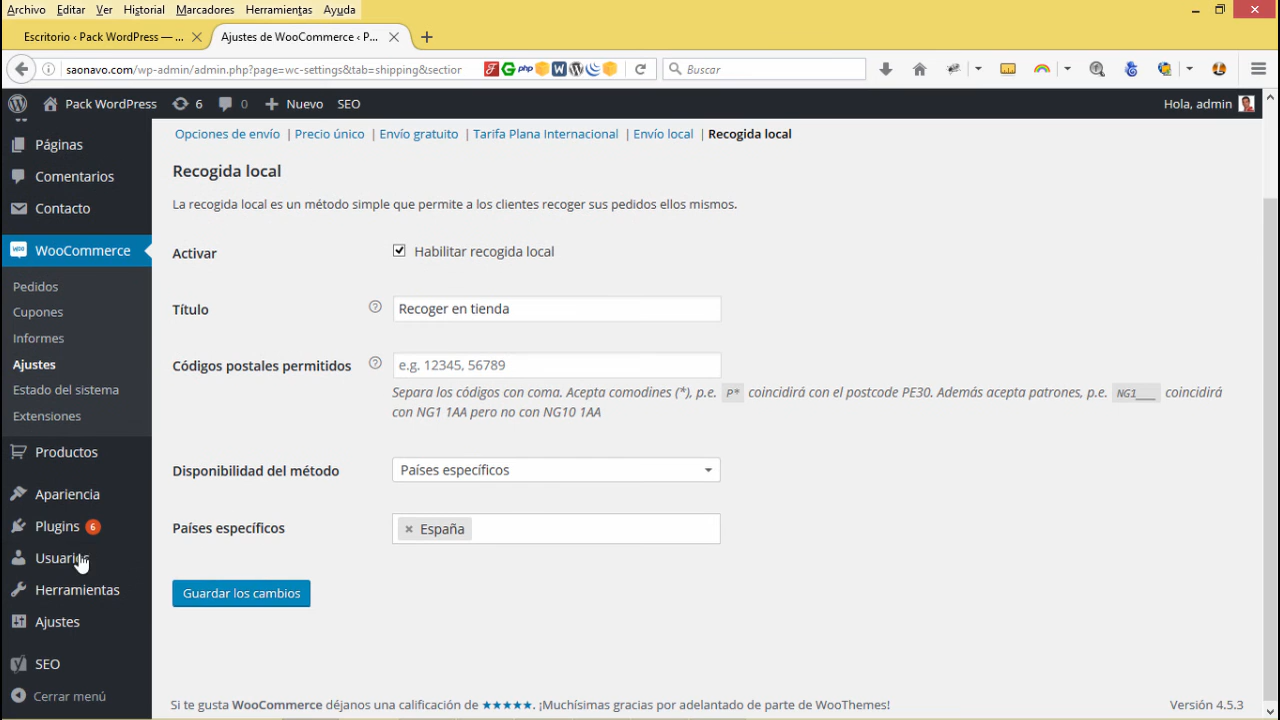 Archivo Editar Ver Historial Marcadores Herramientas Ayuda
Escritorio ‹ Pack WordPress — ...
Ajustes de WooCommerce ‹ P...
saonavo.com/wp-admin/admin.php?page=wc-settings&tab=shipping&section
Buscar
Pack WordPress 6 0 Nuevo SEO
Hola, admin
Páginas
Comentarios
Contacto
WooCommerce
Pedidos
Cupones
Informes
Ajustes
Estado del sistema
Extensiones
Productos
Apariencia
Plugins 6
Usuarios
Herramientas
Ajustes
SEO
Cerrar menú
Opciones de envío | Precio único | Envío gratuito | Tarifa Plana Internacional | Envío local | Recogida local
Recogida local
La recogida local es un método simple que permite a los clientes recoger sus pedidos ellos mismos.
Activar
Habilitar recogida local
Título
Recoger en tienda
Códigos postales permitidos
e.g. 12345, 56789
Separa los códigos con coma. Acepta comodines (*), p.e. P* coincidirá con el postcode PE30. Además acepta patrones, p.e. NG1___ coincidirá
con NG1 1AA pero no con NG10 1AA
Disponibilidad del método
Países específicos
Países específicos
× España
Guardar los cambios
Si te gusta WooCommerce déjanos una calificación de ★★★★★. ¡Muchísimas gracias por adelantado de parte de WooThemes!
Versión 4.5.3